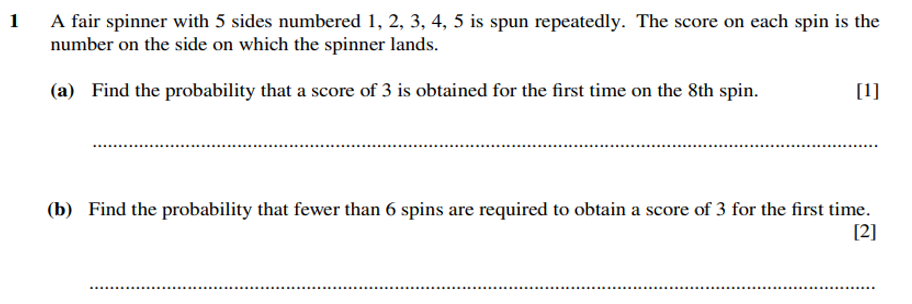 1 A fair spinner with 5 sides numbered 1, 2, 3, 4, 5 is spun repeatedly. The score on each spin is the
number on the side on which the spinner lands.
(a) Find the probability that a score of 3 is obtained for the first time on the 8th spin. [1]
(b) Find the probability that fewer than 6 spins are required to obtain a score of 3 for the first time.
[2]